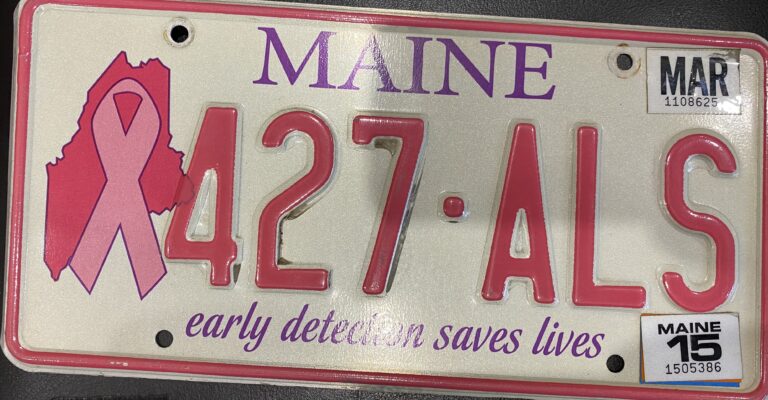 MAINE
MAR
1108625
427·ALS
early detection saves lives
MAINE
15
1505386